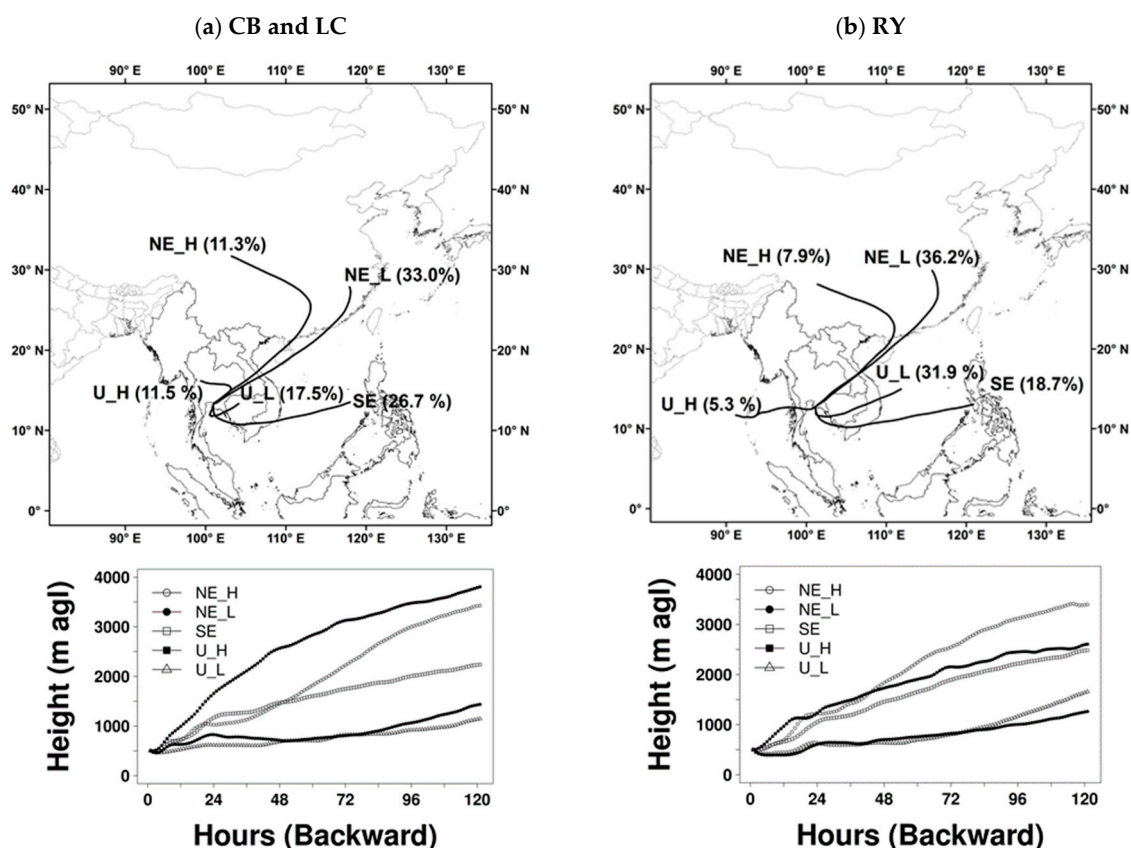 (a) CB and LC
(b) RY
90° E 100° E 110° E 120° E 130° E
90° E 100° E 110° E 120° E 130° E
50° N
50° N
50° N
50° N
40° N
40° N
40° N
40° N
NE_H (11.3%)
NE_H (7.9%)
NE_L (36.2%)
30° N
NE_L (33.0%)
30° N
30° N
30° N
20° N
20° N
20° N
20° N
U_H (11.5 %)
U_L (17.5%)
SE (26.7 %)
U_L (31.9 %)
SE (18.7%)
U_H (5.3 %)
10° N
10° N
10° N
10° N
0°
0°
0°
0°
90° E 100° E 110° E 120° E 130° E
90° E 100° E 110° E 120° E 130° E
Height (m agl)
4000
3000
2000
1000
0
NE_H
NE_L
SE
U_H
U_L
0 24 48 72 96 120
Hours (Backward)
Height (m agl)
4000
3000
2000
1000
0
NE_H
NE_L
SE
U_H
U_L
0 24 48 72 96 120
Hours (Backward)